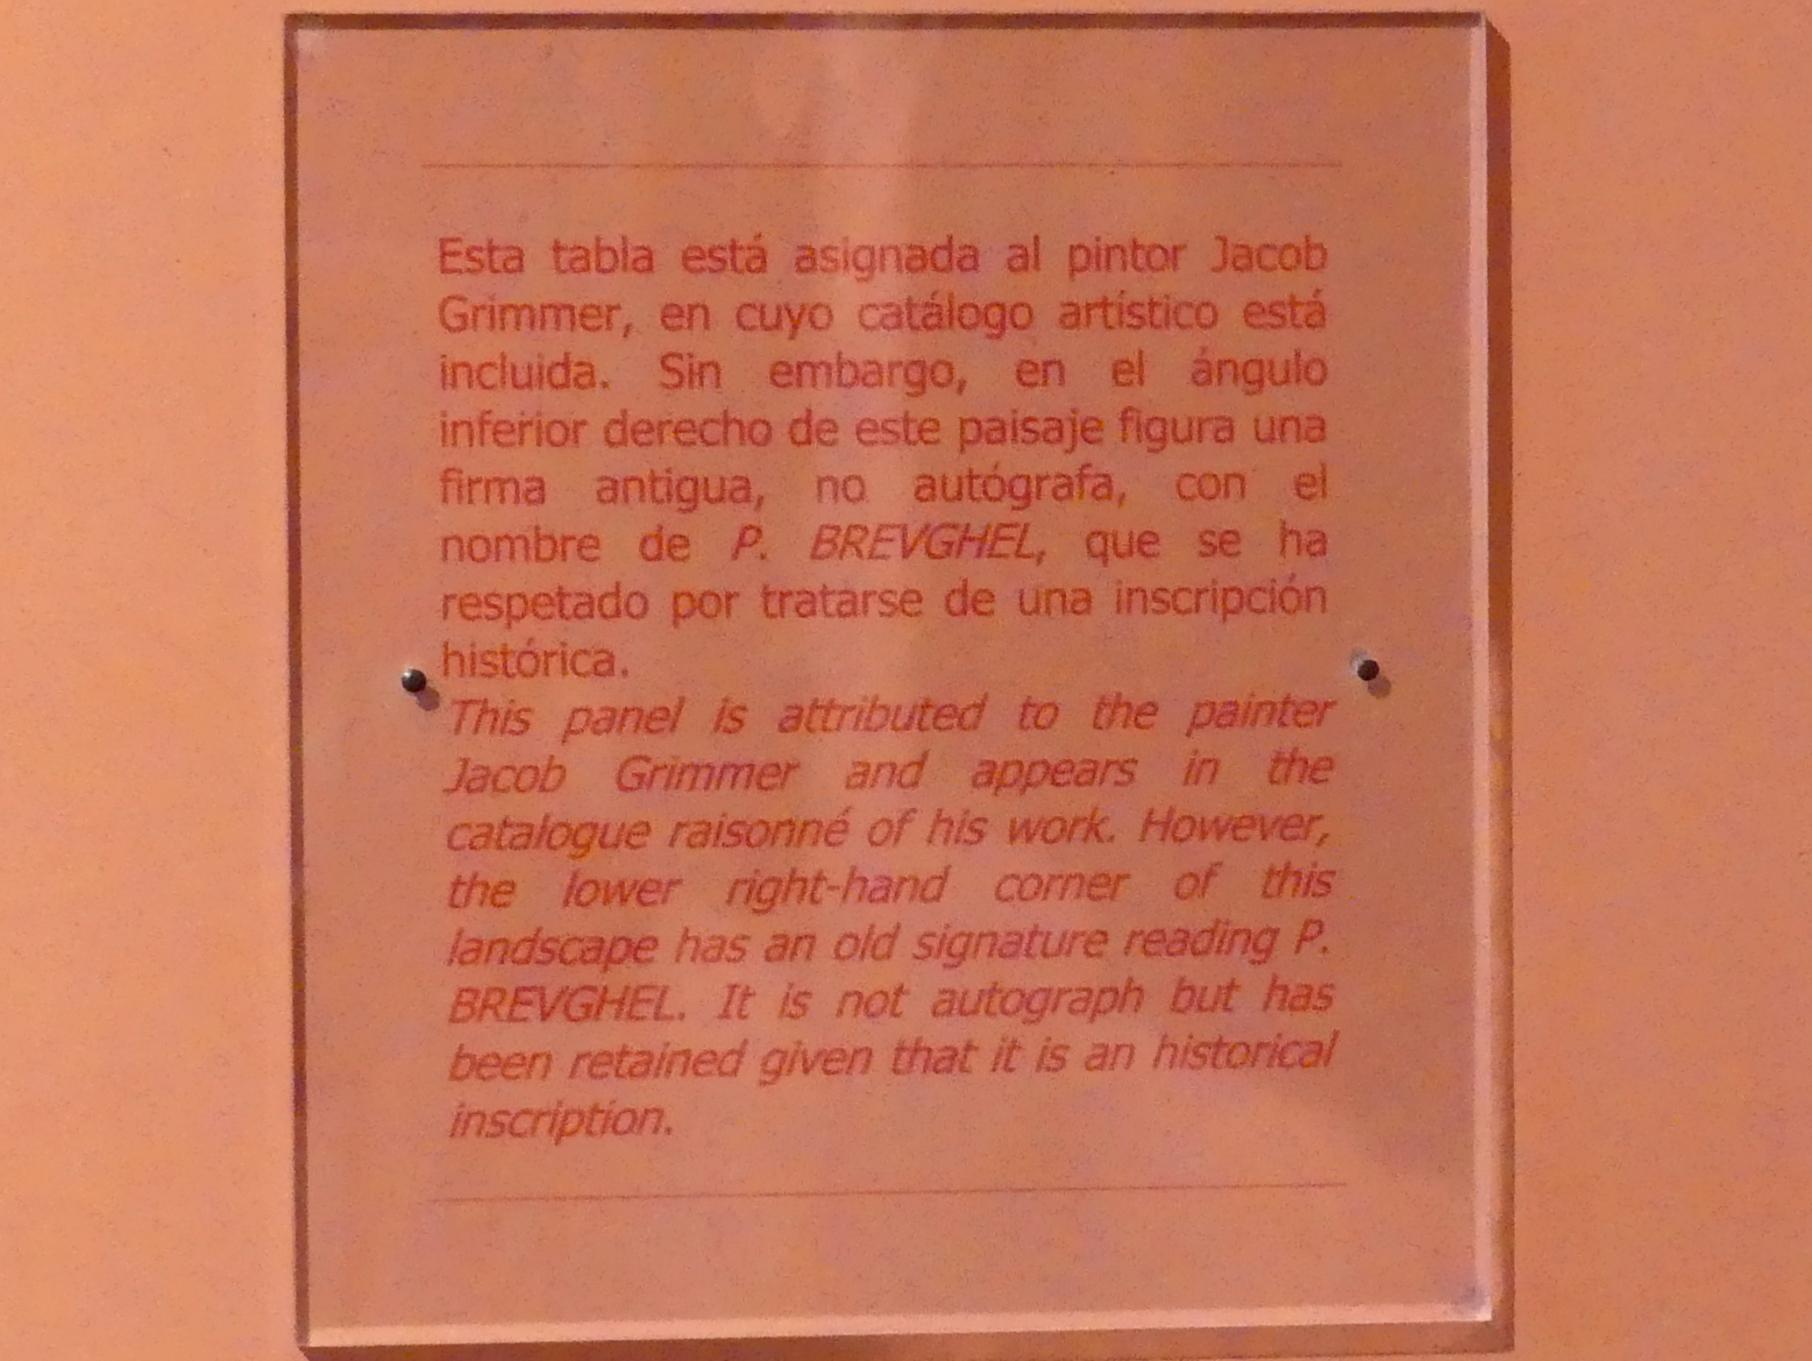 Esta tabla está asignada al pintor Jacob
Grimmer, en cuyo catálogo artístico está
incluida. Sin embargo, en el ángulo
inferior derecho de este paisaje figura una
firma antigua, no autógrafa, con el
nombre de P. BREVGHEL, que se ha
respetado por tratarse de una inscripción
histórica.
This panel is attributed to the painter
Jacob Grimmer and appears in the
catalogue raisonné of his work. However,
the lower right-hand corner of this
landscape has an old signature reading P.
BREVGHEL. It is not autograph but has
been retained given that it is an historical
inscription.